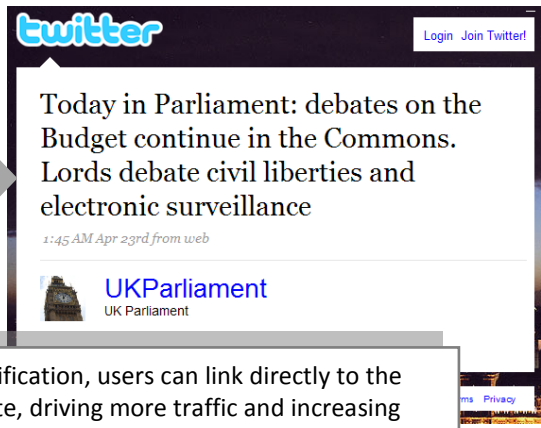 twitter
Login Join Twitter!
Today in Parliament: debates on the
Budget continue in the Commons.
Lords debate civil liberties and
electronic surveillance
1:45 AM Apr 23rd from web
UKParliament
UK Parliament
users can link directly to the
driving more traffic and increasing
Privacy